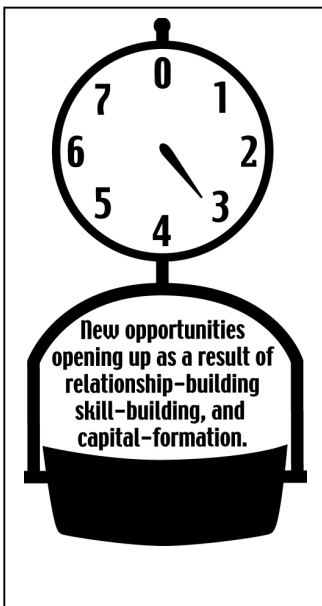 0
7 1
6 2
5 3
4
New opportunities
opening up as a result of
relationship-building
skill-building, and
capital-formation.